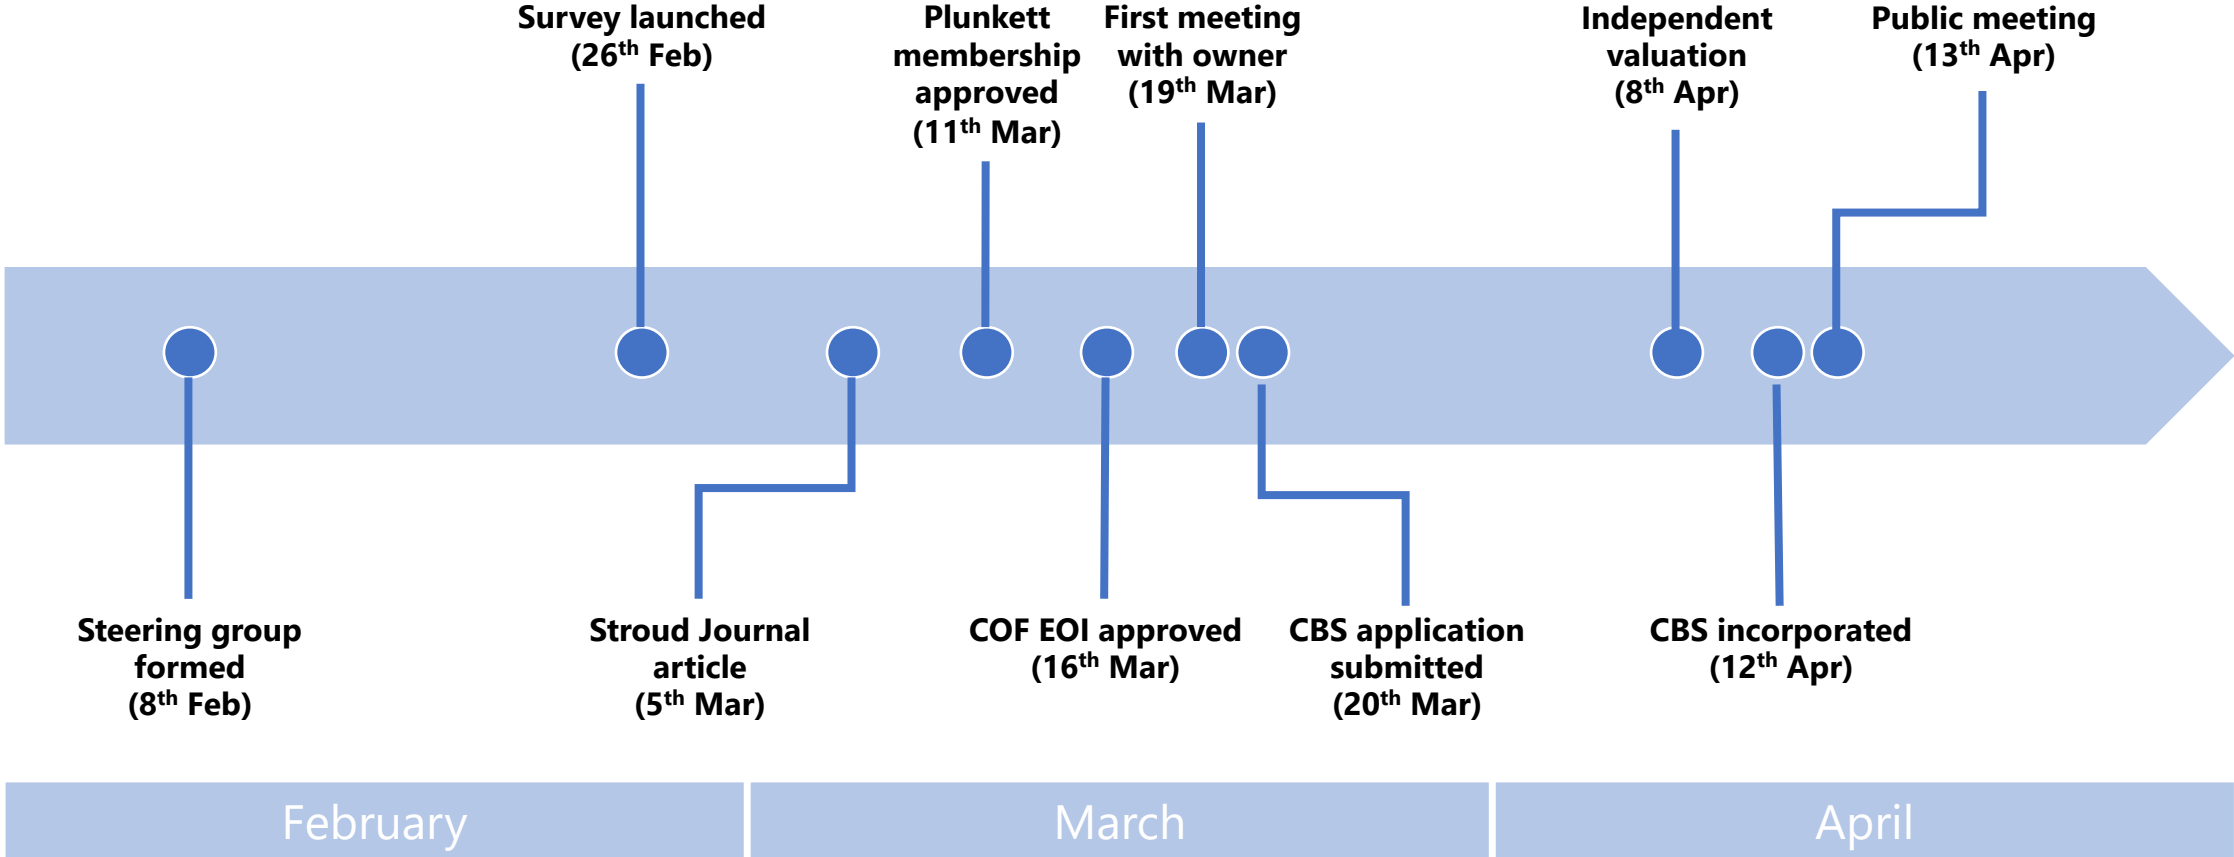 Survey launched
(26th Feb)
Plunkett
membership
approved
(11th Mar)
First meeting
with owner
(19th Mar)
Independent
valuation
(8th Apr)
Public meeting
(13th Apr)
Steering group
formed
(8th Feb)
Stroud Journal
article
(5th Mar)
COF EOI approved
(16th Mar)
CBS application
submitted
(20th Mar)
CBS incorporated
(12th Apr)
February
March
April